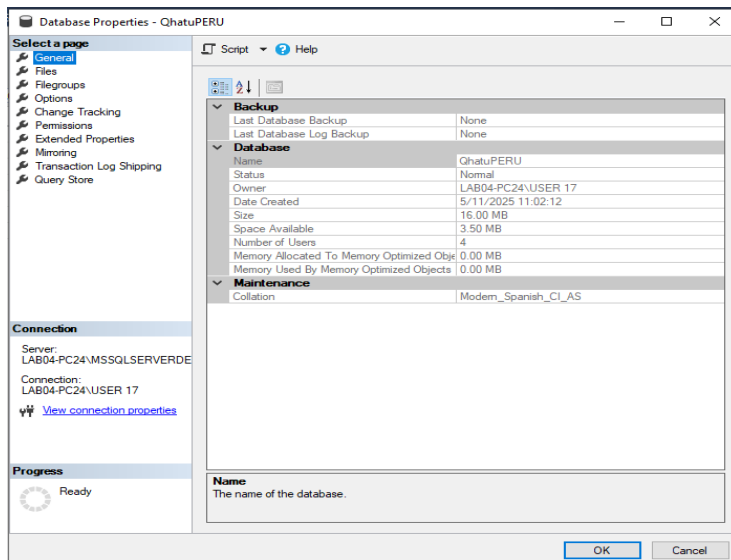 Database Properties - QhatuPERU
Select a page
General
Files
Filegroups
Options
Change Tracking
Permissions
Extended Properties
Mirroring
Transaction Log Shipping
Query Store
Connection
Server:
LAB04-PC24\MSSQLSERVERDE
Connection:
LAB04-PC24\USER 17
View connection properties
Progress
Ready
Script Help
Backup
Last Database Backup None
Last Database Log Backup None
Database
Name QhatuPERU
Status Normal
Owner LAB04-PC24\USER 17
Date Created 5/11/2025 11:02:12
Size 16.00 MB
Space Available 3.50 MB
Number of Users 4
Memory Allocated To Memory Optimized Obje 0.00 MB
Memory Used By Memory Optimized Objects 0.00 MB
Maintenance
Collation Modern_Spanish_CI_AS
Name
The name of the database.
OK Cancel